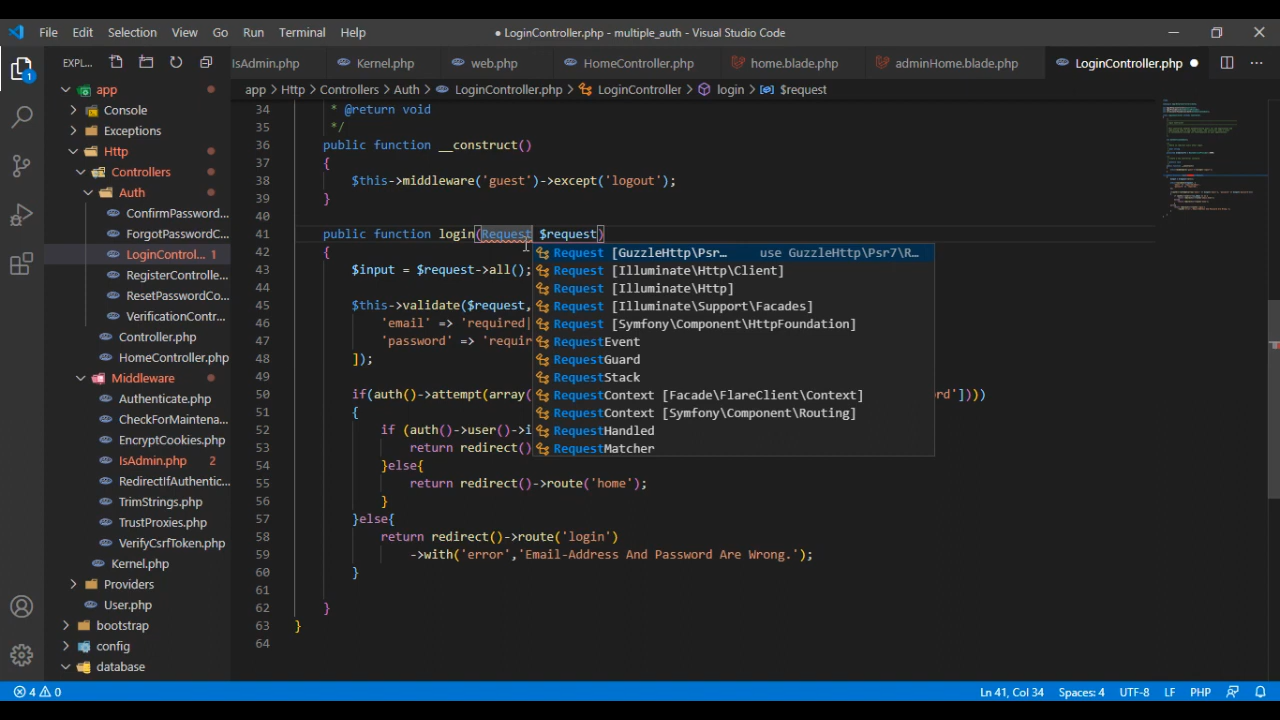 File Edit Selection View Go Run Terminal Help
● LoginController.php - multiple_auth - Visual Studio Code
EXPL...
IsAdmin.php Kernel.php web.php HomeController.php home.blade.php adminHome.blade.php LoginController.php ●
app > Http > Controllers > Auth > LoginController.php > LoginController > login > $request
1
app
Console
Exceptions
Http
Controllers
Auth
ConfirmPassword...
ForgotPasswordC...
LoginControl... 1
RegisterControlle...
ResetPasswordCo...
VerificationContr...
Controller.php
HomeController.php
Middleware
Authenticate.php
CheckForMaintena...
EncryptCookies.php
IsAdmin.php 2
RedirectIfAuthentic...
TrimStrings.php
TrustProxies.php
VerifyCsrfToken.php
Kernel.php
Providers
User.php
bootstrap
config
database
34 * @return void
35 */
36 public function __construct()
37 {
38 $this->middleware('guest')->except('logout');
39 }
40
41 public function login(Request $request)
42 {
43 $input = $request->all();
44
45 $this->validate($request,
46 'email' => 'required|
47 'password' => 'requir
48 ]);
49
50 if(auth()->attempt(array( ord'])))
51 {
52 if (auth()->user()->i
53 return redirect()
54 }else{
55 return redirect()->route('home');
56 }
57 }else{
58 return redirect()->route('login')
59 ->with('error','Email-Address And Password Are Wrong.');
60 }
61
62 }
63 }
64
Request [GuzzleHttp\Psr... use GuzzleHttp\Psr7\R...
Request [Illuminate\Http\Client]
Request [Illuminate\Http]
Request [Illuminate\Support\Facades]
Request [Symfony\Component\HttpFoundation]
RequestEvent
RequestGuard
RequestStack
RequestContext [Facade\FlareClient\Context]
RequestContext [Symfony\Component\Routing]
RequestHandled
RequestMatcher
4 0
Ln 41, Col 34 Spaces: 4 UTF-8 LF PHP